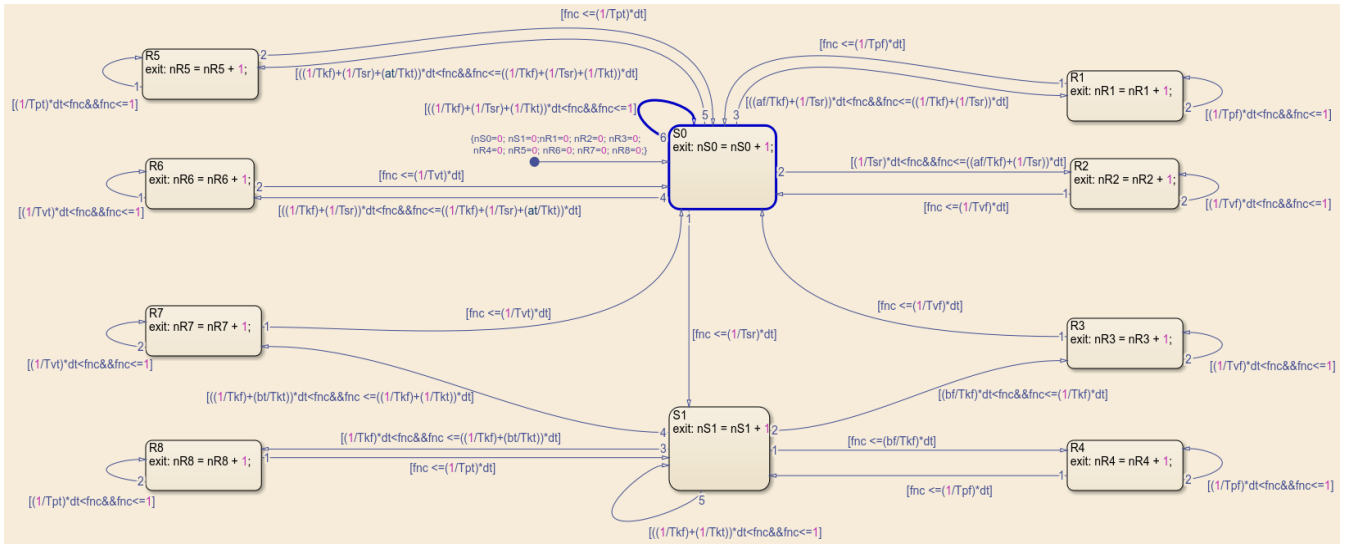 [fnc <=(1/Tpt)*dt]
R5
exit: nR5 = nR5 + 1;
2
1
[(1/Tpt)*dt<fnc&&fnc<=1]
[((1/Tkf)+(1/Tsr)+(at/Tkt))*dt<fnc&&fnc<=((1/Tkf)+(1/Tsr)+(1/Tkt))*dt]
[fnc <=(1/Tpf)*dt]
R1
exit: nR1 = nR1 + 1;
1
2
[(1/Tpf)*dt<fnc&&fnc<=1]
[((af/Tkf)+(1/Tsr))*dt<fnc&&fnc<=((1/Tkf)+(1/Tsr))*dt]
[((1/Tkf)+(1/Tsr)+(1/Tkt))*dt<fnc&&fnc<=1]
{nS0=0; nS1=0;nR1=0; nR2=0; nR3=0;
nR4=0; nR5=0; nR6=0; nR7=0; nR8=0;}
5
3
6
S0
exit: nS0 = nS0 + 1;
2
4
1
R6
exit: nR6 = nR6 + 1;
2
1
[(1/Tvt)*dt<fnc&&fnc<=1]
[fnc <=(1/Tvt)*dt]
[((1/Tkf)+(1/Tsr))*dt<fnc&&fnc<=((1/Tkf)+(1/Tsr)+(at/Tkt))*dt]
[(1/Tsr)*dt<fnc&&fnc<=((af/Tkf)+(1/Tsr))*dt]
R2
exit: nR2 = nR2 + 1;
1
2
[(1/Tvf)*dt<fnc&&fnc<=1]
[fnc <=(1/Tvf)*dt]
R7
exit: nR7 = nR7 + 1;
1
2
[(1/Tvt)*dt<fnc&&fnc<=1]
[fnc <=(1/Tvt)*dt]
[fnc <=(1/Tsr)*dt]
[fnc <=(1/Tvf)*dt]
R3
exit: nR3 = nR3 + 1;
1
2
[(1/Tvf)*dt<fnc&&fnc<=1]
[((1/Tkf)+(bt/Tkt))*dt<fnc&&fnc <=((1/Tkf)+(1/Tkt))*dt]
[(bf/Tkf)*dt<fnc&&fnc<=(1/Tkf)*dt]
S1
exit: nS1 = nS1 + 1
4
2
3
1
5
R8
exit: nR8 = nR8 + 1;
1
2
[(1/Tpt)*dt<fnc&&fnc<=1]
[(1/Tkf)*dt<fnc&&fnc <=((1/Tkf)+(bt/Tkt))*dt]
[fnc <=(1/Tpt)*dt]
[fnc <=(bf/Tkf)*dt]
R4
exit: nR4 = nR4 + 1;
1
2
[(1/Tpf)*dt<fnc&&fnc<=1]
[fnc <=(1/Tpf)*dt]
[((1/Tkf)+(1/Tkt))*dt<fnc&&fnc<=1]